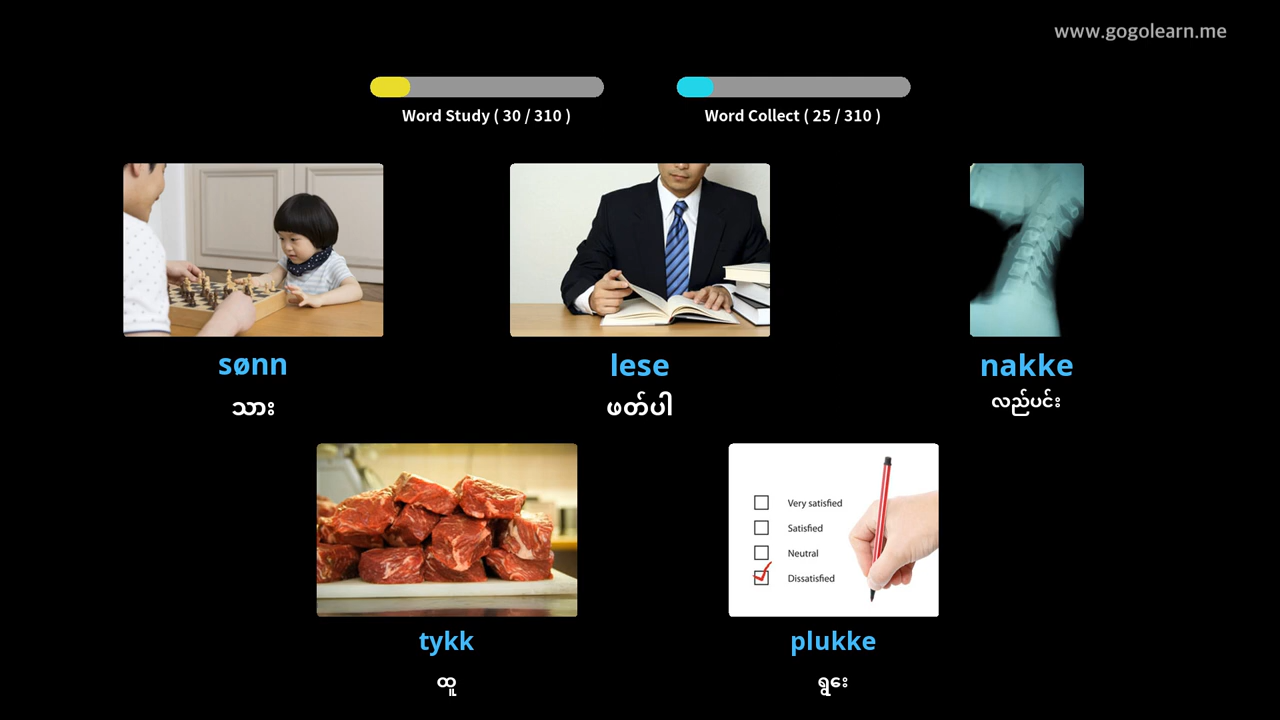 www.gogolearn.me
Word Study ( 30 / 310 )
Word Collect ( 25 / 310 )
sønn
lese
nakke
သား
ဖတ်ပါ
လည်ပင်း
Very satisfied
Satisfied
Neutral
Dissatisfied
tykk
plukke
ထူ
ရွေး